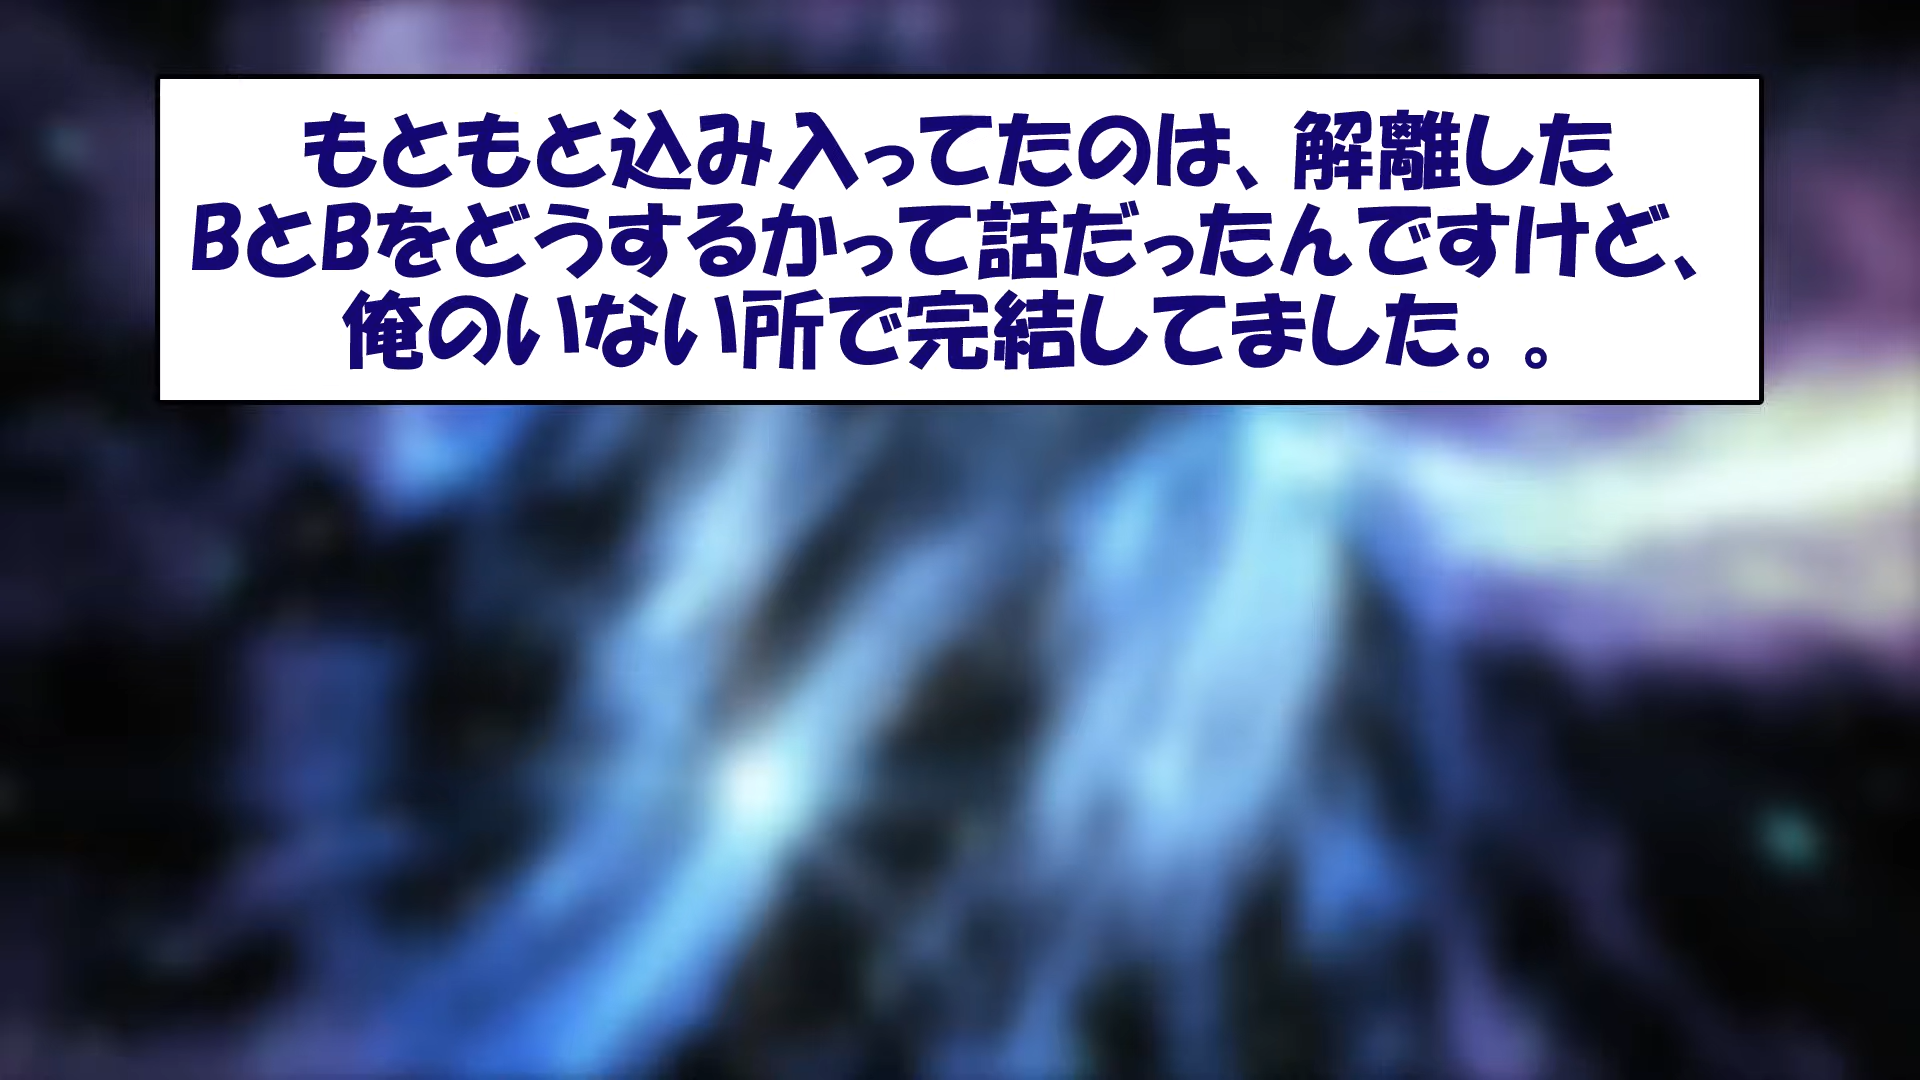 もともと込み入ってたのは、解離した
BとBをどうするかって話だったんですけど、
俺のいない所で完結してました。。